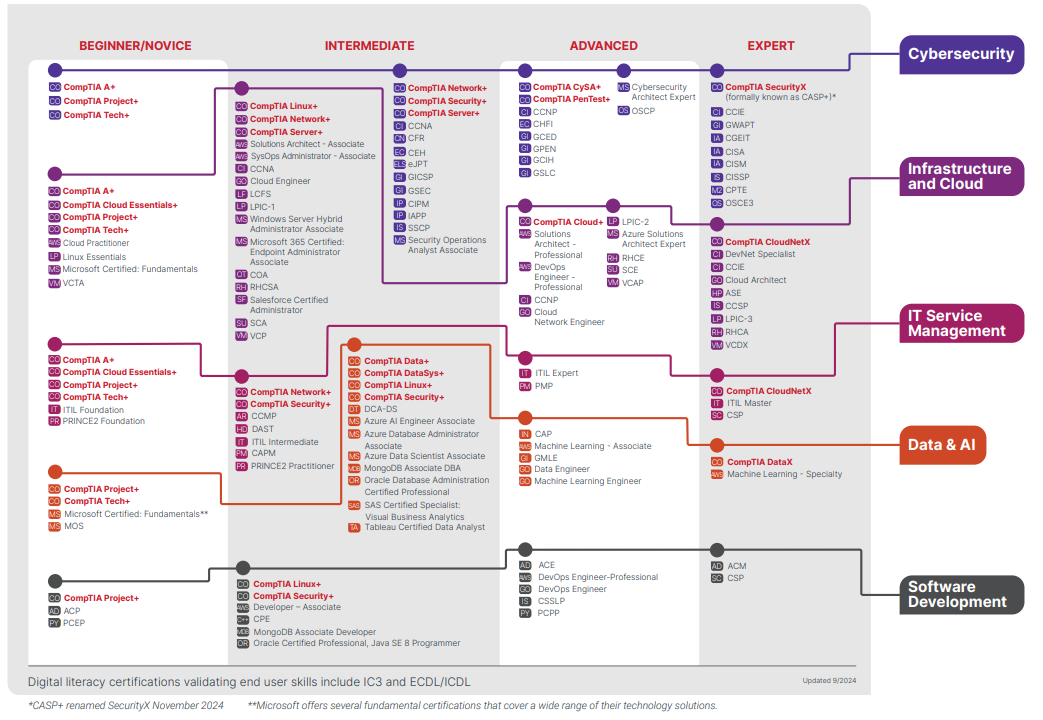 BEGINNER/NOVICE
INTERMEDIATE
ADVANCED
EXPERT
Cybersecurity
CO CompTIA A+
CO CompTIA Project+
CO CompTIA Tech+
CO CompTIA Network+
CO CompTIA Security+
CO CompTIA Server+
CI CCNA
CN CFR
EC CEH
ELS eJPT
GI GICSP
GI GSEC
IP CIPM
IP IAPP
IS SSCP
MS Security Operations
Analyst Associate
CO CompTIA CySA+
CO CompTIA PenTest+
CI CCNP
EC CHFI
GI GCED
GI GPEN
GI GCIH
GI GSLC
MS Cybersecurity
Architect Expert
OS OSCP
CO CompTIA SecurityX
(formally known as CASP+)*
CI CCIE
GI GWAPT
IA CGEIT
IA CISA
IA CISM
IS CISSP
M2 CPTE
OS OSCE3
Infrastructure
and Cloud
CO CompTIA A+
CO CompTIA Cloud Essentials+
CO CompTIA Project+
CO CompTIA Tech+
AWS Cloud Practitioner
LP Linux Essentials
MS Microsoft Certified: Fundamentals
VM VCTA
CO CompTIA Linux+
CO CompTIA Network+
CO CompTIA Server+
AWS Solutions Architect - Associate
AWS SysOps Administrator - Associate
CI CCNA
GO Cloud Engineer
LF LCFS
LP LPIC-1
MS Windows Server Hybrid
Administrator Associate
MS Microsoft 365 Certified:
Endpoint Administrator
Associate
OT COA
RH RHCSA
SF Salesforce Certified
Administrator
SU SCA
VM VCP
CO CompTIA Cloud+
AWS Solutions
Architect -
Professional
AWS DevOps
Engineer -
Professional
CI CCNP
GO Cloud
Network Engineer
LP LPIC-2
MS Azure Solutions
Architect Expert
RH RHCE
SU SCE
VM VCAP
CO CompTIA CloudNetX
CI DevNet Specialist
CI CCIE
GO Cloud Architect
HP ASE
IS CCSP
LP LPIC-3
RH RHCA
VM VCDX
IT Service
Management
CO CompTIA A+
CO CompTIA Cloud Essentials+
CO CompTIA Project+
CO CompTIA Tech+
IT ITIL Foundation
PR PRINCE2 Foundation
CO CompTIA Network+
CO CompTIA Security+
AR CCMP
HD DAST
IT ITIL Intermediate
PM CAPM
PR PRINCE2 Practitioner
IT ITIL Expert
PM PMP
CO CompTIA CloudNetX
IT ITIL Master
SC CSP
Data & AI
CO CompTIA Project+
CO CompTIA Tech+
MS Microsoft Certified: Fundamentals**
MS MOS
CO CompTIA Data+
CO CompTIA DataSys+
CO CompTIA Linux+
CO CompTIA Security+
DT DCA-DS
MS Azure AI Engineer Associate
MS Azure Database Administrator
Associate
MS Azure Data Scientist Associate
MDB MongoDB Associate DBA
OR Oracle Database Administration
Certified Professional
SAS SAS Certified Specialist:
Visual Business Analytics
TA Tableau Certified Data Analyst
IN CAP
AWS Machine Learning - Associate
GI GMLE
GO Data Engineer
GO Machine Learning Engineer
CO CompTIA DataX
AWS Machine Learning - Specialty
Software
Development
CO CompTIA Project+
AD ACP
PY PCEP
CO CompTIA Linux+
CO CompTIA Security+
AWS Developer – Associate
C++ CPE
MDB MongoDB Associate Developer
OR Oracle Certified Professional, Java SE 8 Programmer
AD ACE
AWS DevOps Engineer-Professional
GO DevOps Engineer
IS CSSLP
PY PCPP
AD ACM
SC CSP
Digital literacy certifications validating end user skills include IC3 and ECDL/ICDL
Updated 9/2024
*CASP+ renamed SecurityX November 2024
**Microsoft offers several fundamental certifications that cover a wide range of their technology solutions.